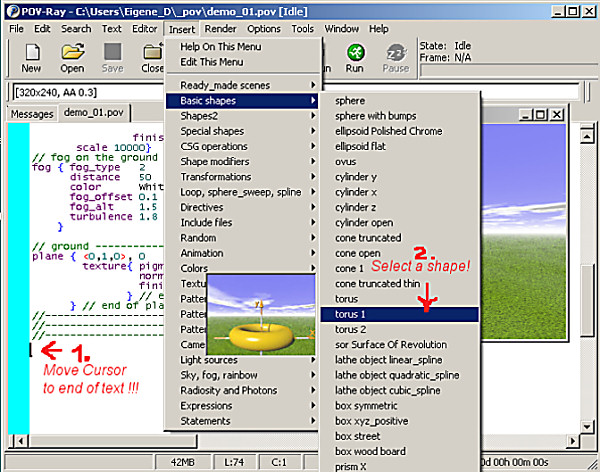 POV-Ray - C:\Users\Eigene_D\_pov\demo_01.pov [Idle]
File Edit Search Text Editor Insert Render Options Tools Window Help
New Open Save Close Run Pause
State: Idle
Frame: N/A
[320x240, AA 0.3]
Messages demo_01.pov
finis
scale 10000}
// fog on the ground
fog { fog_type 2
distance 50
color Whit
fog_offset 0.1
fog_alt 1.5
turbulence 1.8
}
// ground
plane { <0,1,0>, 0
texture{ pigm
norm
finis
} // e
} // end of plane
//
//
//
1.
Move Cursor
to end of text !!!
Help On This Menu
Edit This Menu
Ready_made scenes
Basic shapes
Shapes2
Special shapes
CSG operations
Shape modifiers
Transformations
Loop, sphere_sweep, spline
Directives
Include files
Random
Animation
Colors
Textu
Patter
Patter
Patter
Came
Light sources
Sky, fog, rainbow
Radiosity and Photons
Expressions
Statements
sphere
sphere with bumps
ellipsoid Polished Chrome
ellipsoid flat
ovus
cylinder y
cylinder x
cylinder z
cylinder open
cone truncated
cone open
cone 1
cone truncated thin
torus
torus 1
torus 2
sor Surface Of Revolution
lathe object linear_spline
lathe object quadratic_spline
lathe object cubic_spline
box symmetric
box xyz_positive
box street
box wood board
prism X
2.
Select a shape!
42MB L:74 C:1 0d 00h 00m 00s